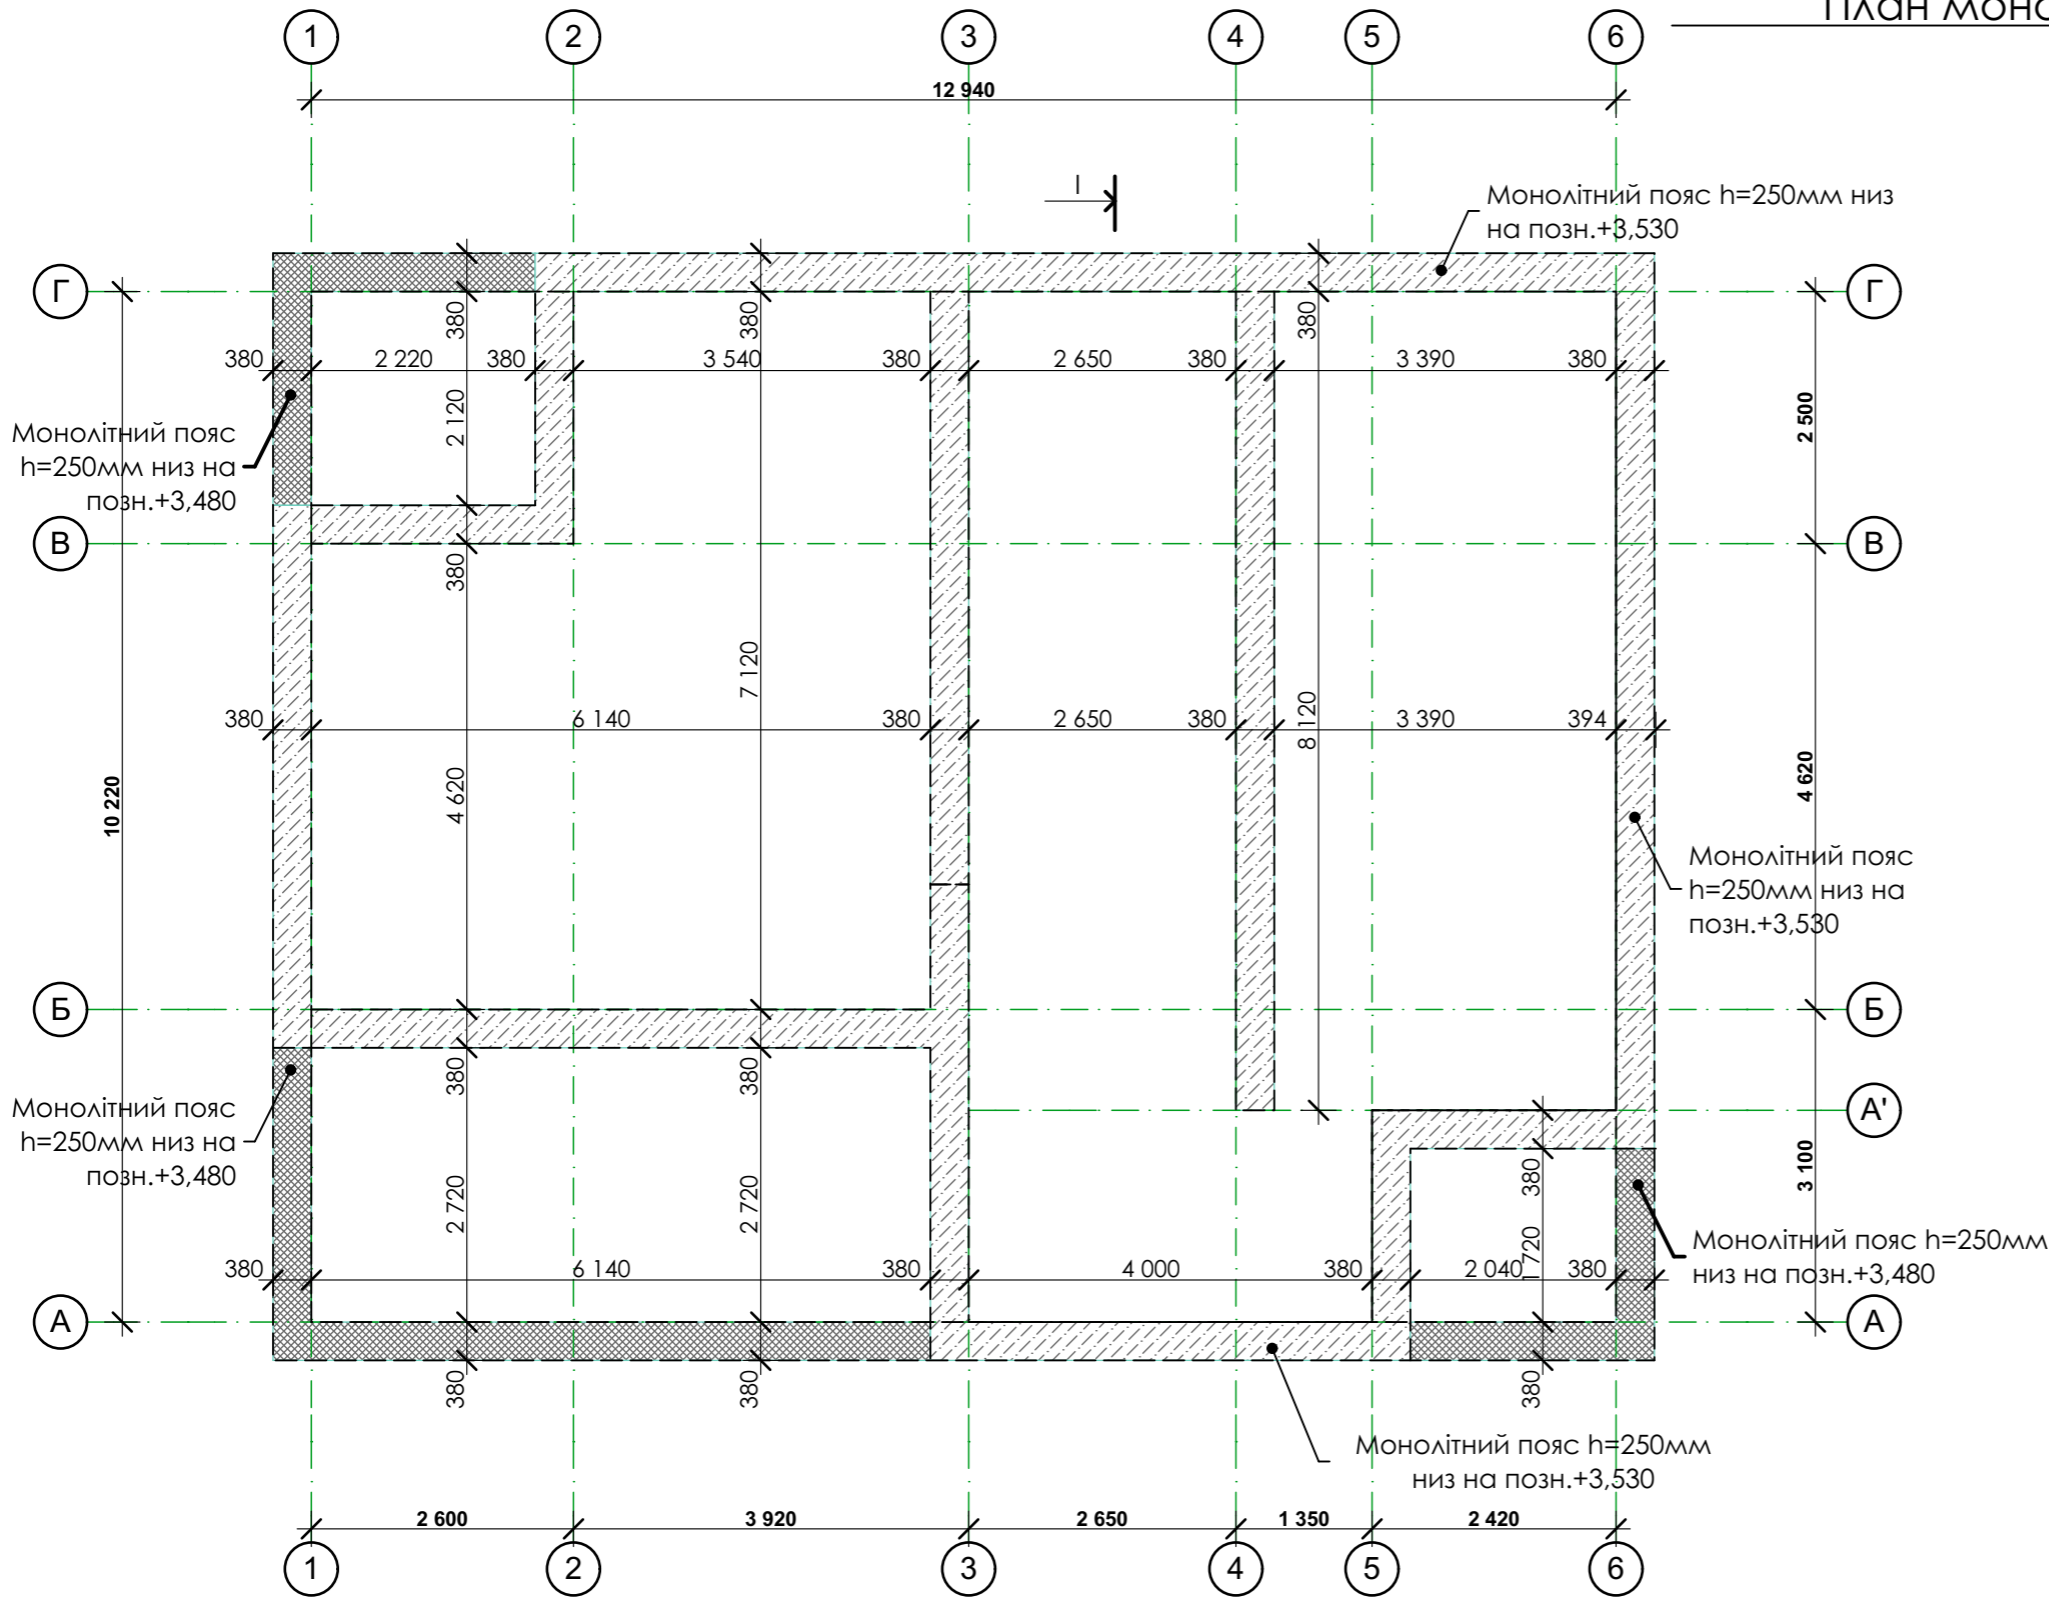 План моно
1 2 3 4 5 6
12 940
I
Монолітний пояс h=250мм низ
на позн.+3,530
Г Г
380 380 380
380 2 220 380 3 540 380 2 650 380 3 390 380
2 120
2 500
Монолітний пояс
h=250мм низ на
позн.+3,480
В В
380
7 120
380 6 140 380 2 650 380 3 390 394
8 120
4 620
4 620
10 220
Монолітний пояс
h=250мм низ на
позн.+3,530
Б Б
380 380
Монолітний пояс
h=250мм низ на
позн.+3,480
А'
3 100
380
2 720 2 720
1 720
Монолітний пояс h=250мм
низ на позн.+3,480
380 6 140 380 4 000 380 2 040 380
А А
380 380 380
Монолітний пояс h=250мм
низ на позн.+3,530
2 600 3 920 2 650 1 350 2 420
1 2 3 4 5 6